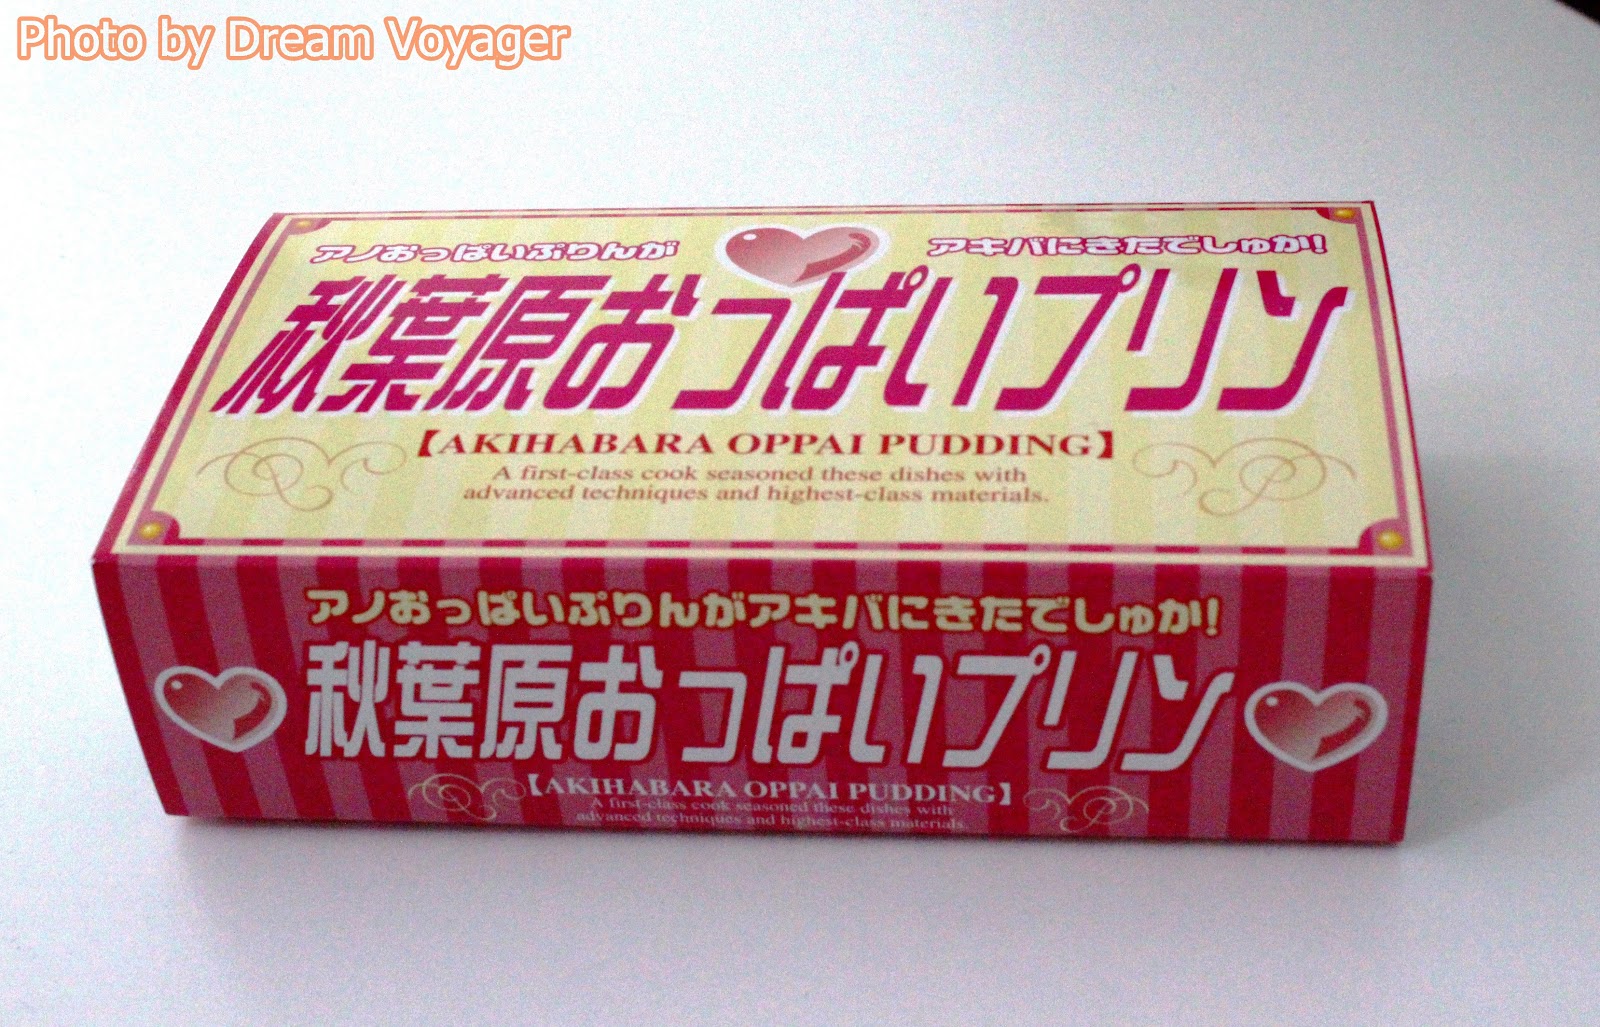 Photo by Dream Voyager
アノおっぱいぷりんが アキバにきたでしゅか!
秋葉原おっぱいプリン
【AKIHABARA OPPAI PUDDING】
A first-class cook seasoned these dishes with
advanced techniques and highest-class materials.
アノおっぱいぷりんがアキバにきたでしゅか!
秋葉原おっぱいプリン
【AKIHABARA OPPAI PUDDING】
A first-class cook seasoned these dishes with
advanced techniques and highest-class materials.